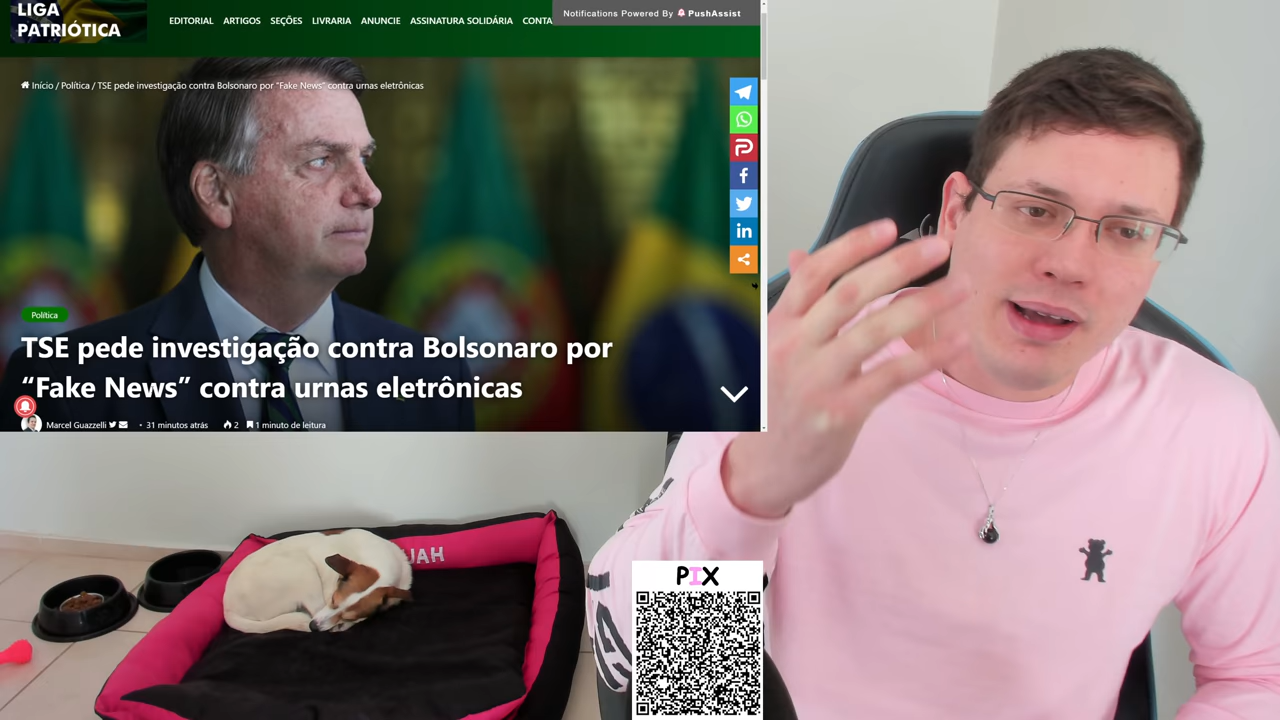 LIGA
PATRIÓTICA
EDITORIAL ARTIGOS SEÇÕES LIVRARIA ANUNCIE ASSINATURA SOLIDÁRIA CONTA
Notifications Powered By PushAssist
Início / Política / TSE pede investigação contra Bolsonaro por "Fake News" contra urnas eletrônicas
Política
TSE pede investigação contra Bolsonaro por
“Fake News” contra urnas eletrônicas
Marcel Guazzelli • 31 minutos atrás 2 1 minuto de leitura
UAH
PIX